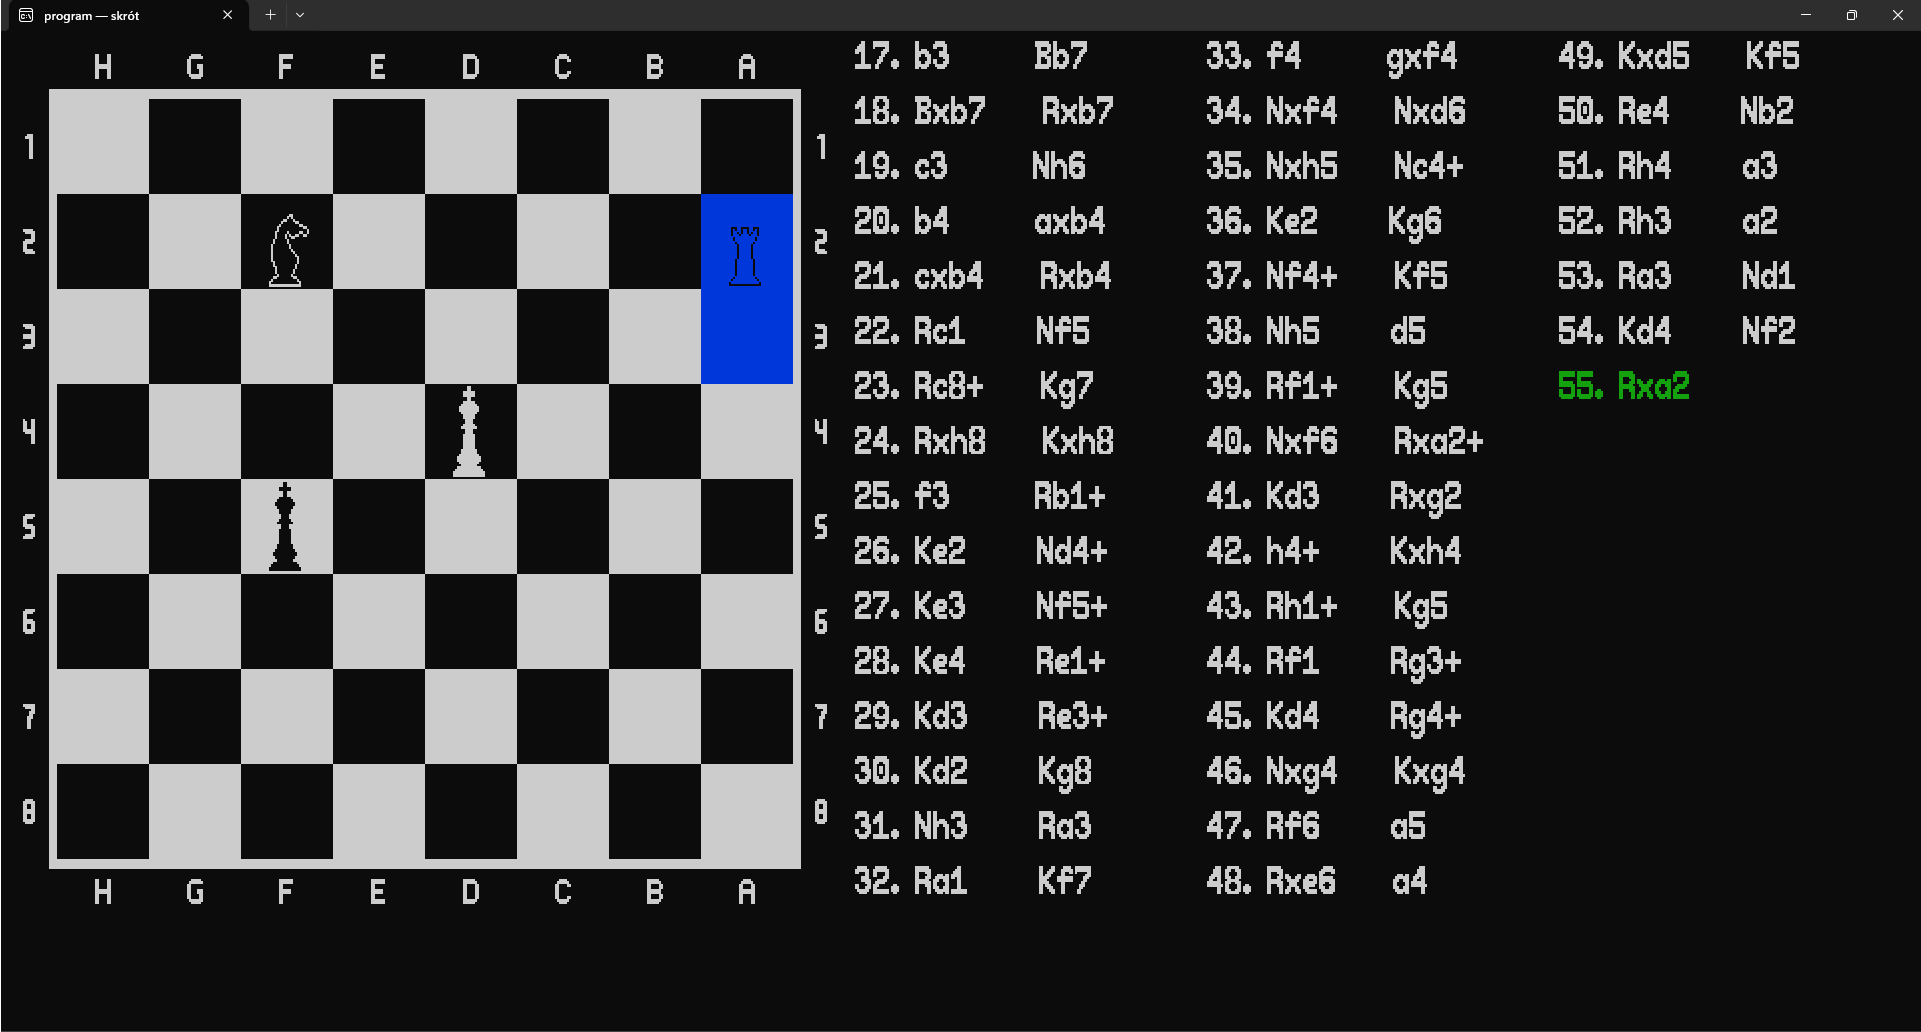 program — skrót
H G F E D C B A
1 1
2 2
3 3
4 4
5 5
6 6
7 7
8 8
H G F E D C B A
17. b3 Bb7
18. Bxb7 Rxb7
19. c3 Nh6
20. b4 axb4
21. cxb4 Rxb4
22. Rc1 Nf5
23. Rc8+ Kg7
24. Rxh8 Kxh8
25. f3 Rb1+
26. Ke2 Nd4+
27. Ke3 Nf5+
28. Ke4 Re1+
29. Kd3 Re3+
30. Kd2 Kg8
31. Nh3 Ra3
32. Ra1 Kf7
33. f4 gxf4
34. Nxf4 Nxd6
35. Nxh5 Nc4+
36. Ke2 Kg6
37. Nf4+ Kf5
38. Nh5 d5
39. Rf1+ Kg5
40. Nxf6 Rxa2+
41. Kd3 Rxg2
42. h4+ Kxh4
43. Rh1+ Kg5
44. Rf1 Rg3+
45. Kd4 Rg4+
46. Nxg4 Kxg4
47. Rf6 a5
48. Rxe6 a4
49. Kxd5 Kf5
50. Re4 Nb2
51. Rh4 a3
52. Rh3 a2
53. Ra3 Nd1
54. Kd4 Nf2
55. Rxa2